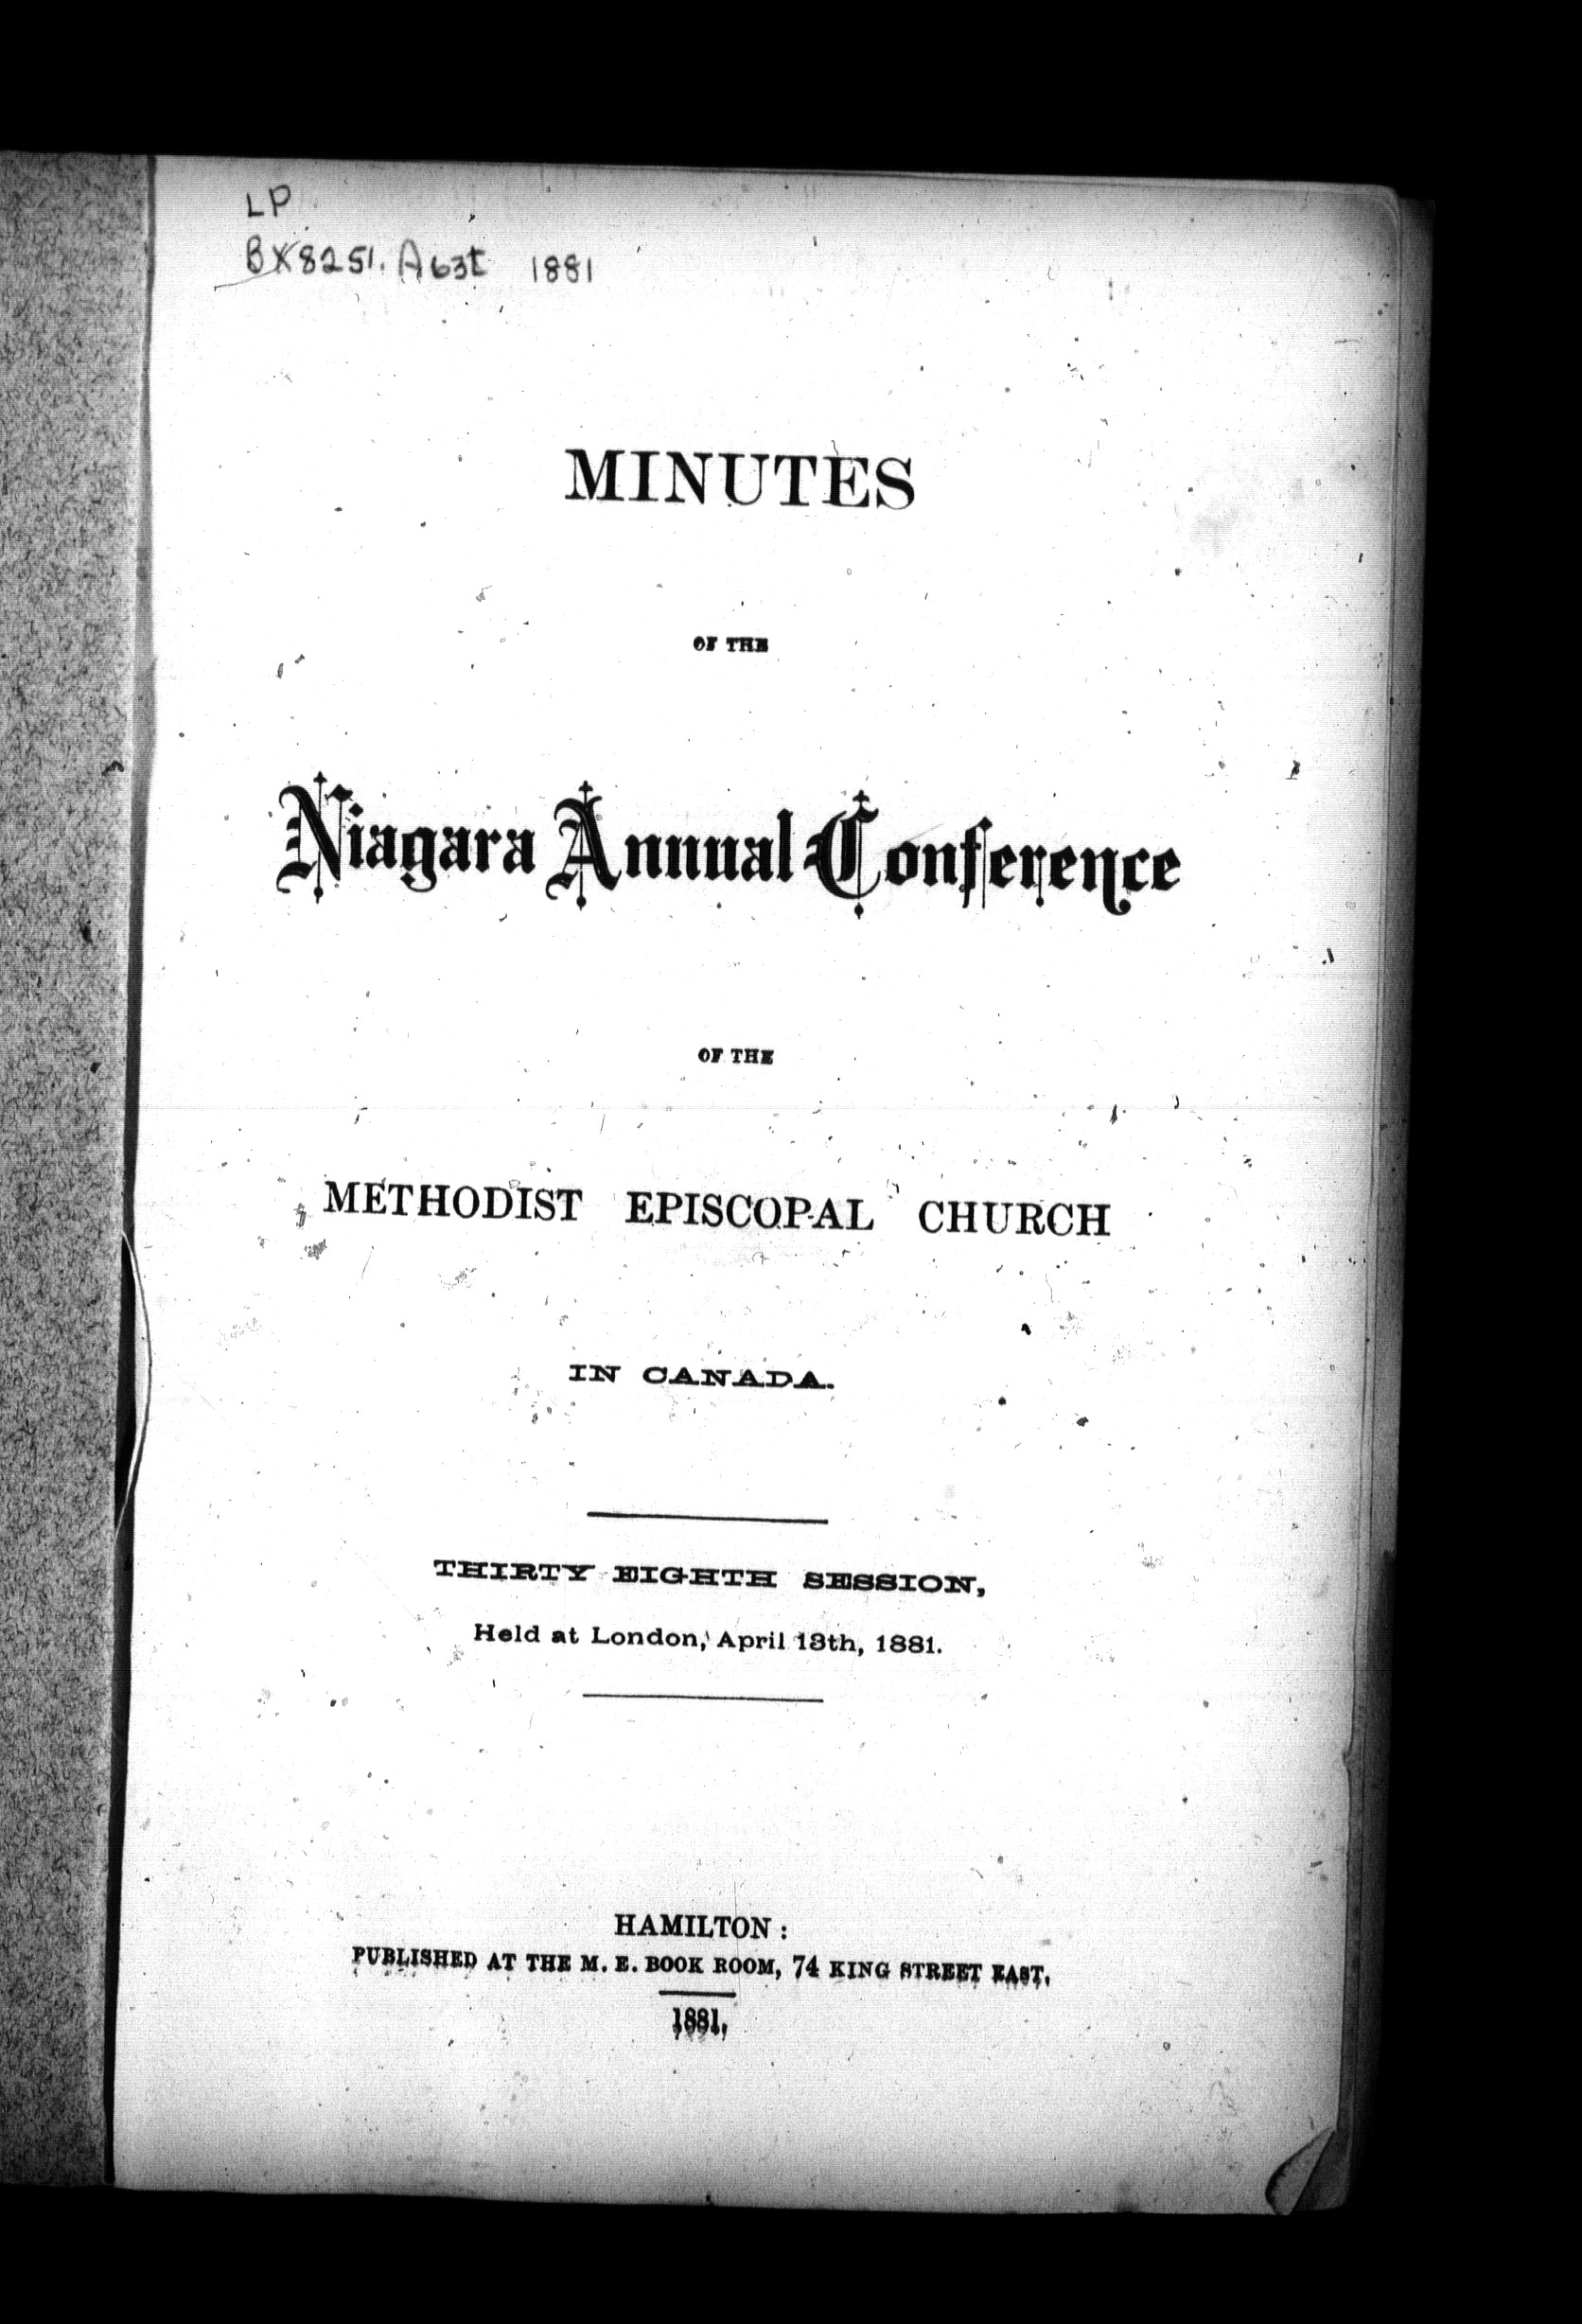 LP
BX8251.A63t 1881
MINUTES
OF THE
Niagara Annual Conference
OF THE
METHODIST EPISCOPAL CHURCH
IN CANADA.
THIRTY EIGHTH SESSION,
Held at London, April 13th, 1881.
HAMILTON:
PUBLISHED AT THE M. E. BOOK ROOM, 74 KING STREET EAST.
1881.